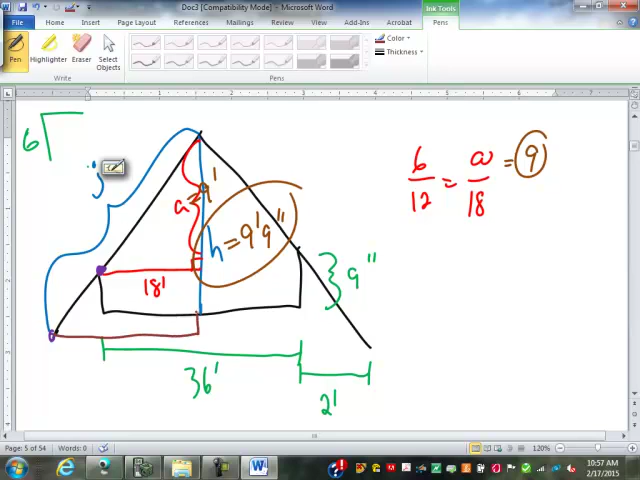 Doc3 [Compatibility Mode] - Microsoft Word
Ink Tools
File Home Insert Page Layout References Mailings Review View Add-Ins Acrobat Pens
Pen Highlighter Eraser Select Objects
Color
Thickness
Write Pens
6
j
a = 9'
h = 9'9"
18'
9"
36'
2'
6/12 = a/18 = 9
Page: 5 of 54 Words: 0 120%
10:57 AM
2/17/2015